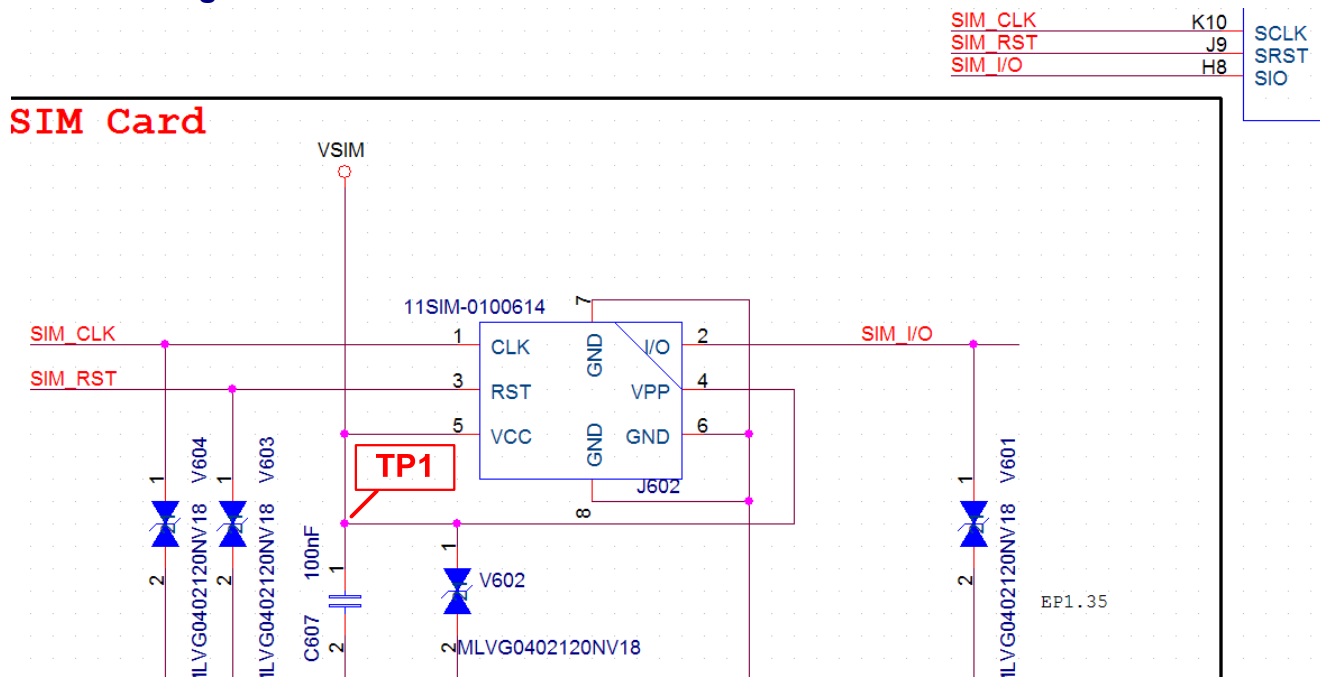 SIM_CLK K10 SCLK
SIM_RST J9 SRST
SIM_I/O H8 SIO
SIM Card
VSIM
11SIM-0100614
7
SIM_CLK 1 CLK GND I/O 2 SIM_I/O
SIM_RST 3 RST VPP 4
5 VCC GND GND 6
TP1
J602
8
1 V604
1 V603
1 V601
2 MLVG0402120NV18
2 MLVG0402120NV18
100nF 1
C607 2
1
V602
2 MLVG0402120NV18
2 MLVG0402120NV18
EP1.35